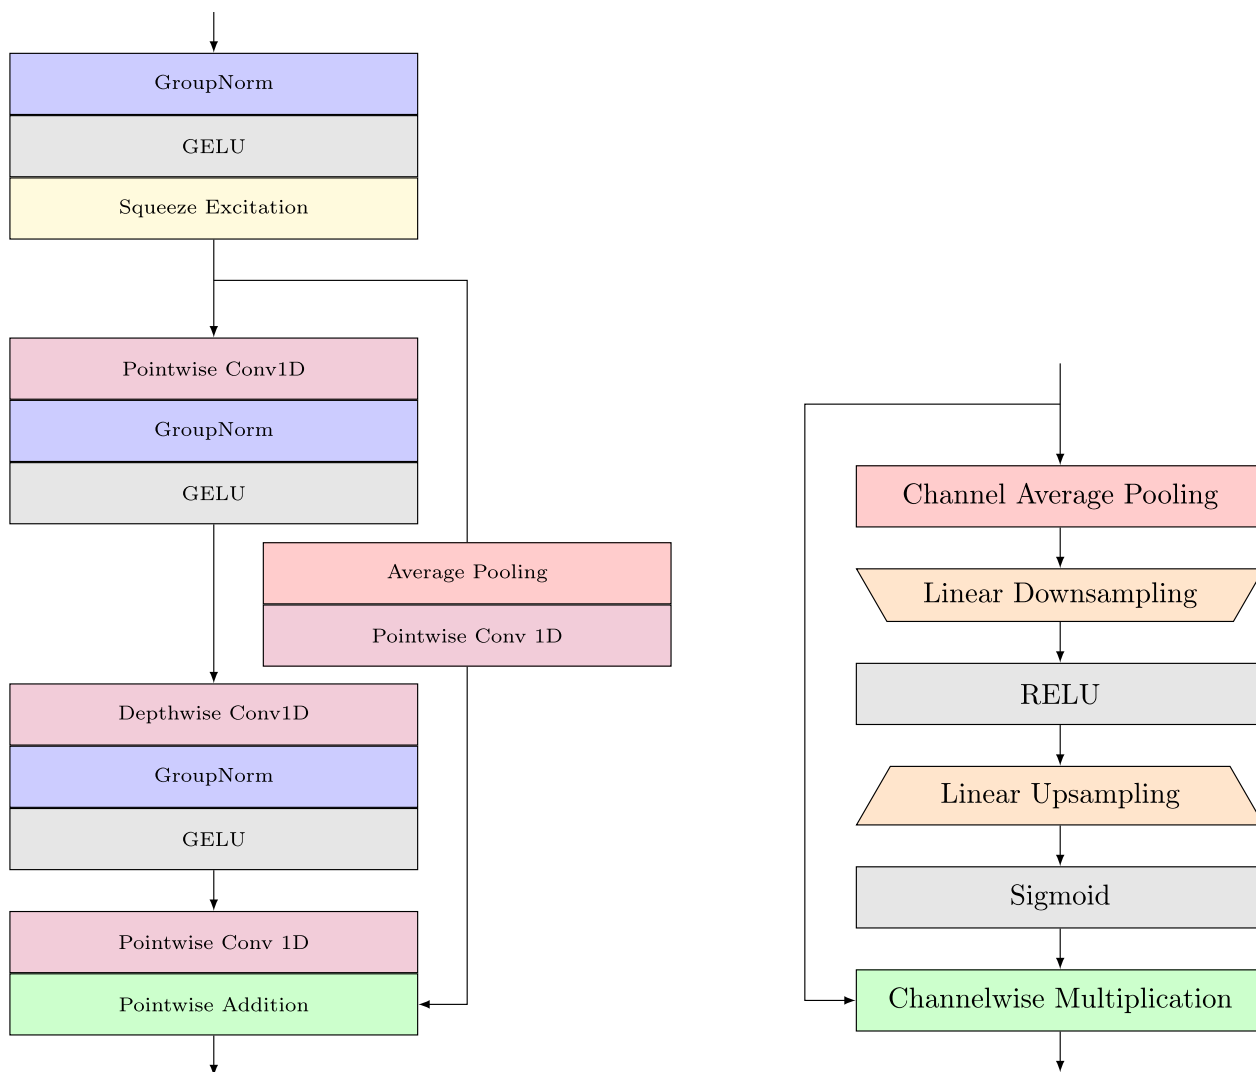 GroupNorm
GELU
Squeeze Excitation
Pointwise Conv1D
GroupNorm
GELU
Average Pooling
Pointwise Conv 1D
Depthwise Conv1D
GroupNorm
GELU
Pointwise Conv 1D
Pointwise Addition
Channel Average Pooling
Linear Downsampling
RELU
Linear Upsampling
Sigmoid
Channelwise Multiplication